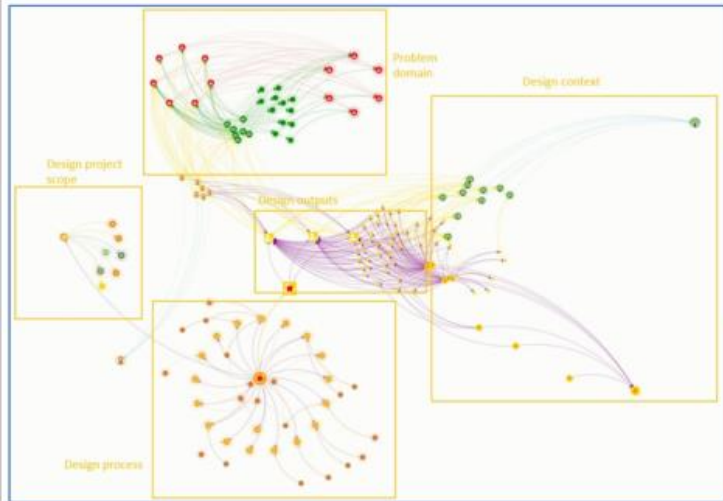 Problem
domain
Design context
Design project
scope
Design outputs
Design process